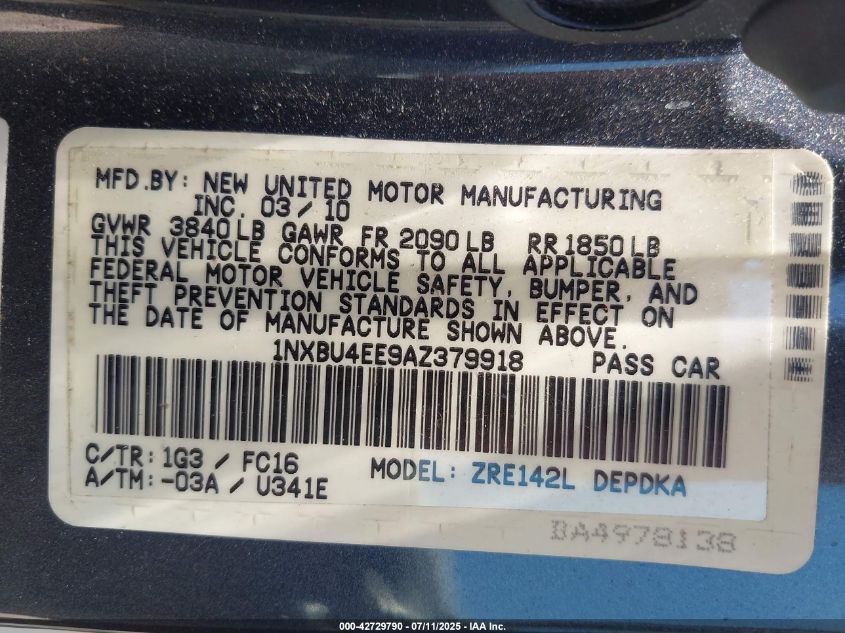 MFD.BY: NEW UNITED MOTOR MANUFACTURING
INC. 03/10
GVWR 3840LB GAWR FR 2090LB RR 1850LB
THIS VEHICLE CONFORMS TO ALL APPLICABLE
FEDERAL MOTOR VEHICLE SAFETY, BUMPER, AND
THEFT PREVENTION STANDARDS IN EFFECT ON
THE DATE OF MANUFACTURE SHOWN ABOVE.
1NXBU4EE9AZ379918 PASS CAR
C/TR: 1G3 / FC16 MODEL: ZRE142L DEPDKA
A/TM: -03A / U341E
BA4978138
000-42729790 - 07/11/2025 - IAA Inc.